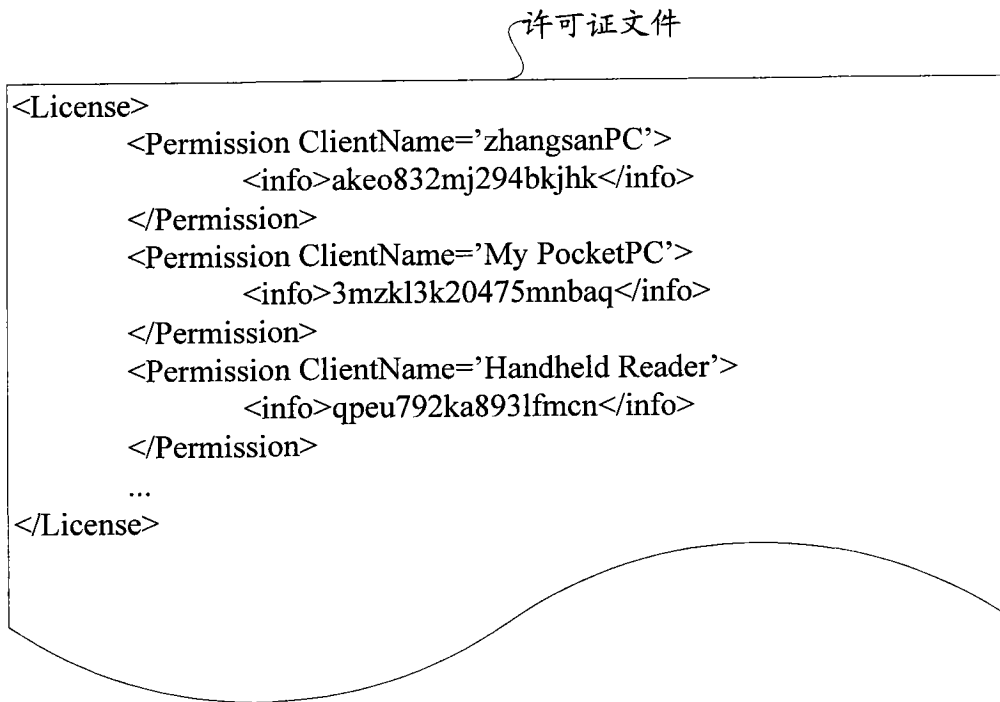 许可证文件
<License>
<Permission ClientName=’zhangsanPC’>
<info>akeo832mj294bkjhk</info>
</Permission>
<Permission ClientName=’My PocketPC’>
<info>3mzkl3k20475mnbaq</info>
</Permission>
<Permission ClientName=’Handheld Reader’>
<info>qpeu792ka893lfmcn</info>
</Permission>
...
</License>